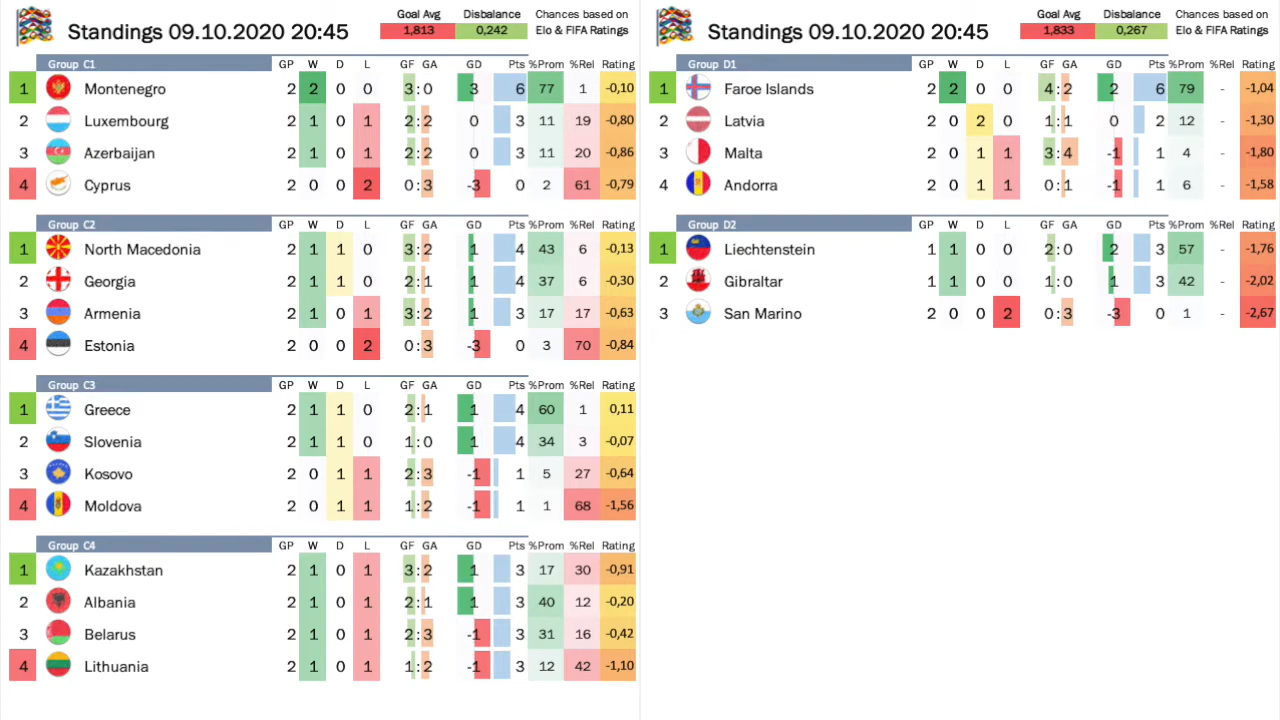 Standings 09.10.2020 20:45
Goal Avg Disbalance Chances based on
1,813 0,242 Elo & FIFA Ratings
Group C1 GP W D L GF GA GD Pts %Prom %Rel Rating
1 Montenegro 2 2 0 0 3:0 3 6 77 1 -0,10
2 Luxembourg 2 1 0 1 2:2 0 3 11 19 -0,80
3 Azerbaijan 2 1 0 1 2:2 0 3 11 20 -0,86
4 Cyprus 2 0 0 2 0:3 -3 0 2 61 -0,79
Group C2 GP W D L GF GA GD Pts %Prom %Rel Rating
1 North Macedonia 2 1 1 0 3:2 1 4 43 6 -0,13
2 Georgia 2 1 1 0 2:1 1 4 37 6 -0,30
3 Armenia 2 1 0 1 3:2 1 3 17 17 -0,63
4 Estonia 2 0 0 2 0:3 -3 0 3 70 -0,84
Group C3 GP W D L GF GA GD Pts %Prom %Rel Rating
1 Greece 2 1 1 0 2:1 1 4 60 1 0,11
2 Slovenia 2 1 1 0 1:0 1 4 34 3 -0,07
3 Kosovo 2 0 1 1 2:3 -1 1 5 27 -0,64
4 Moldova 2 0 1 1 1:2 -1 1 1 68 -1,56
Group C4 GP W D L GF GA GD Pts %Prom %Rel Rating
1 Kazakhstan 2 1 0 1 3:2 1 3 17 30 -0,91
2 Albania 2 1 0 1 2:1 1 3 40 12 -0,20
3 Belarus 2 1 0 1 2:3 -1 3 31 16 -0,42
4 Lithuania 2 1 0 1 1:2 -1 3 12 42 -1,10
Standings 09.10.2020 20:45
Goal Avg Disbalance Chances based on
1,833 0,267 Elo & FIFA Ratings
Group D1 GP W D L GF GA GD Pts %Prom %Rel Rating
1 Faroe Islands 2 2 0 0 4:2 2 6 79 - -1,04
2 Latvia 2 0 2 0 1:1 0 2 12 - -1,30
3 Malta 2 0 1 1 3:4 -1 1 4 - -1,80
4 Andorra 2 0 1 1 0:1 -1 1 6 - -1,58
Group D2 GP W D L GF GA GD Pts %Prom %Rel Rating
1 Liechtenstein 1 1 0 0 2:0 2 3 57 - -1,76
2 Gibraltar 1 1 0 0 1:0 1 3 42 - -2,02
3 San Marino 2 0 0 2 0:3 -3 0 1 - -2,67